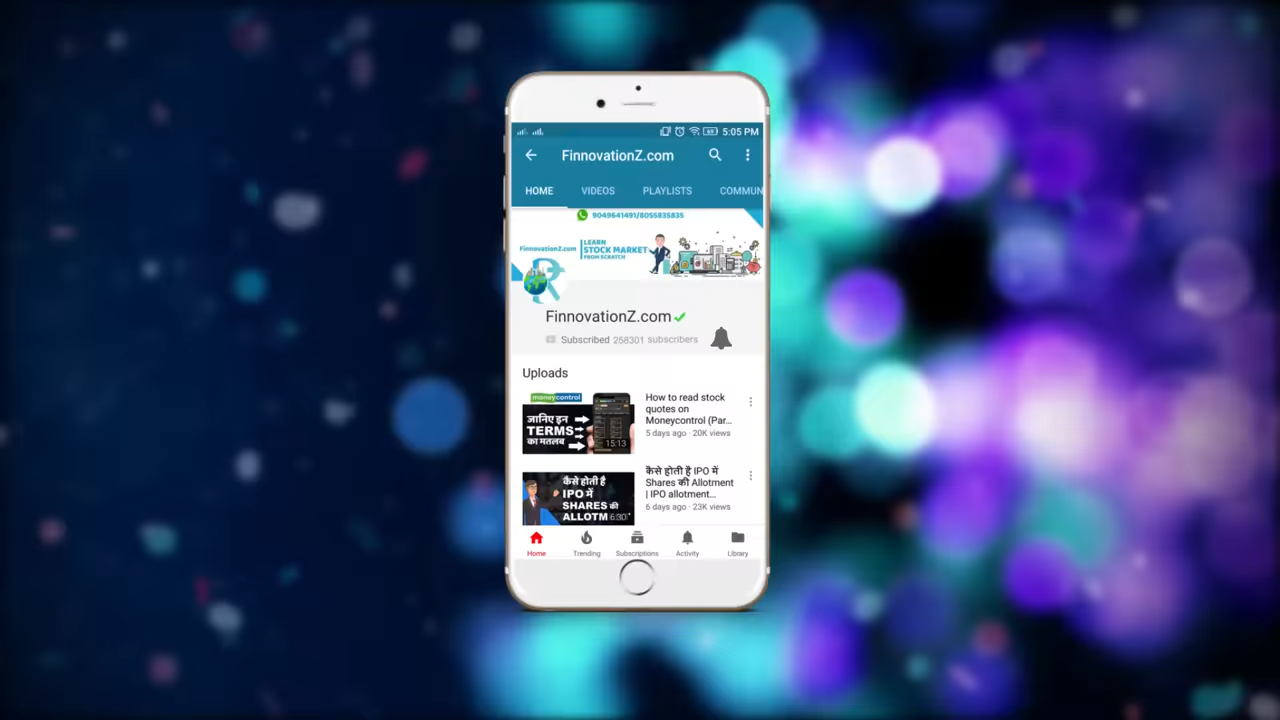 5:05 PM
FinnovationZ.com
HOME VIDEOS PLAYLISTS COMMUN
9049641491/8055835835
FinnovationZ.com
LEARN
STOCK MARKET
FROM SCRATCH
FinnovationZ.com
Subscribed 258301 subscribers
Uploads
moneycontrol
जानिए इन
TERMS
का मतलब
15:13
How to read stock
quotes on
Moneycontrol (Par...
5 days ago · 20K views
कैसे होती है
IPO में
SHARES की
ALLOTM
6:30
कैसे होती है IPO में
Shares की Allotment
| IPO allotment...
6 days ago · 23K views
Home Trending Subscriptions Activity Library